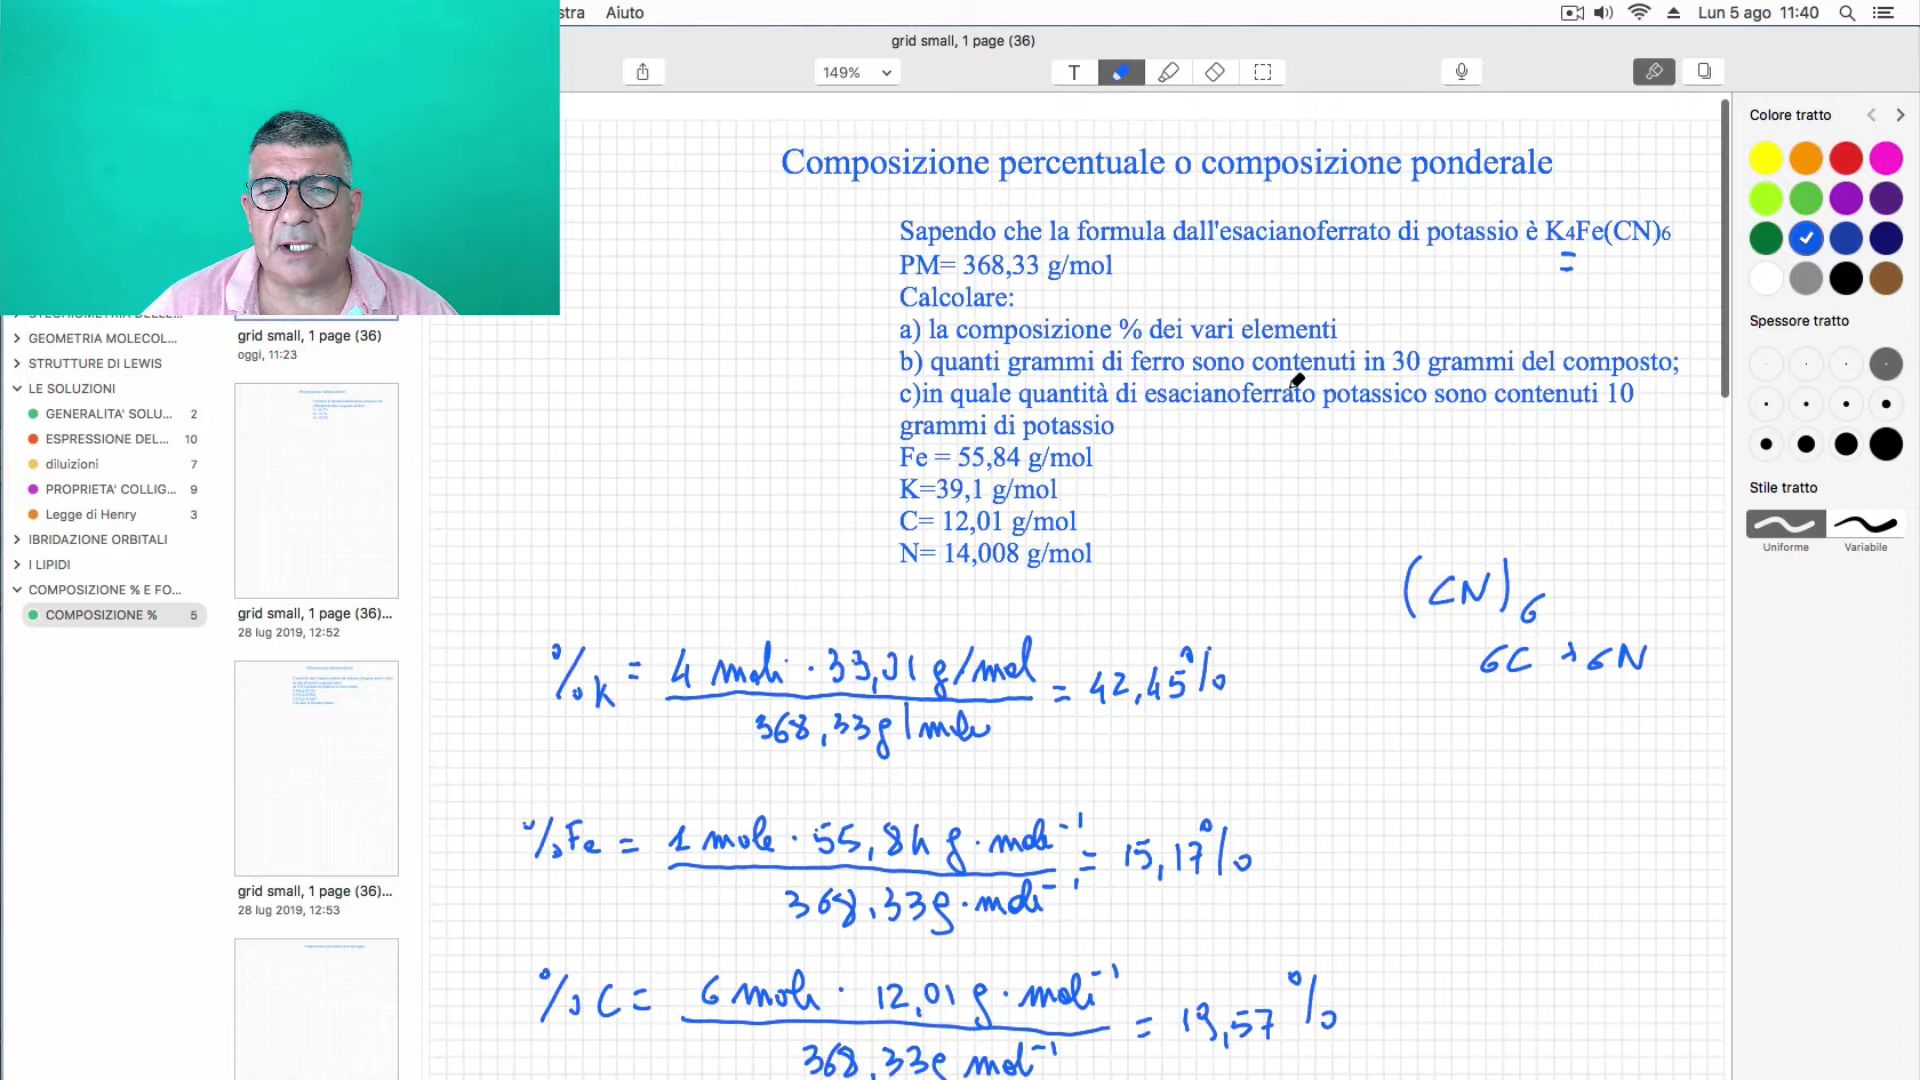 stra Aiuto
Lun 5 ago 11:40
grid small, 1 page (36)
149%
T
Colore tratto
Spessore tratto
Stile tratto
Uniforme Variabile
GEOMETRIA MOLECOL...
STRUTTURE DI LEWIS
LE SOLUZIONI
GENERALITA' SOLU... 2
ESPRESSIONE DEL... 10
diluizioni 7
PROPRIETA' COLLIG... 9
Legge di Henry 3
IBRIDAZIONE ORBITALI
I LIPIDI
COMPOSIZIONE % E FO...
COMPOSIZIONE % 5
grid small, 1 page (36)
oggi, 11:23
grid small, 1 page (36)...
28 lug 2019, 12:52
grid small, 1 page (36)...
28 lug 2019, 12:53
Composizione percentuale o composizione ponderale
Sapendo che la formula dall'esacianoferrato di potassio è K4Fe(CN)6
PM= 368,33 g/mol
Calcolare:
a) la composizione % dei vari elementi
b) quanti grammi di ferro sono contenuti in 30 grammi del composto;
c)in quale quantità di esacianoferrato potassico sono contenuti 10
grammi di potassio
Fe = 55,84 g/mol
K=39,1 g/mol
C= 12,01 g/mol
N= 14,008 g/mol
(CN)6
6C + 6N
%K = 4 moli · 33,01 g/mol = 42,45%
368,33 g/mole
%Fe = 1 mole · 55,84 g · mole⁻¹ = 15,17%
368,33 g · mole⁻¹
%C = 6 moli · 12,01 g · mole⁻¹ = 19,57%
368,33 g mol⁻¹